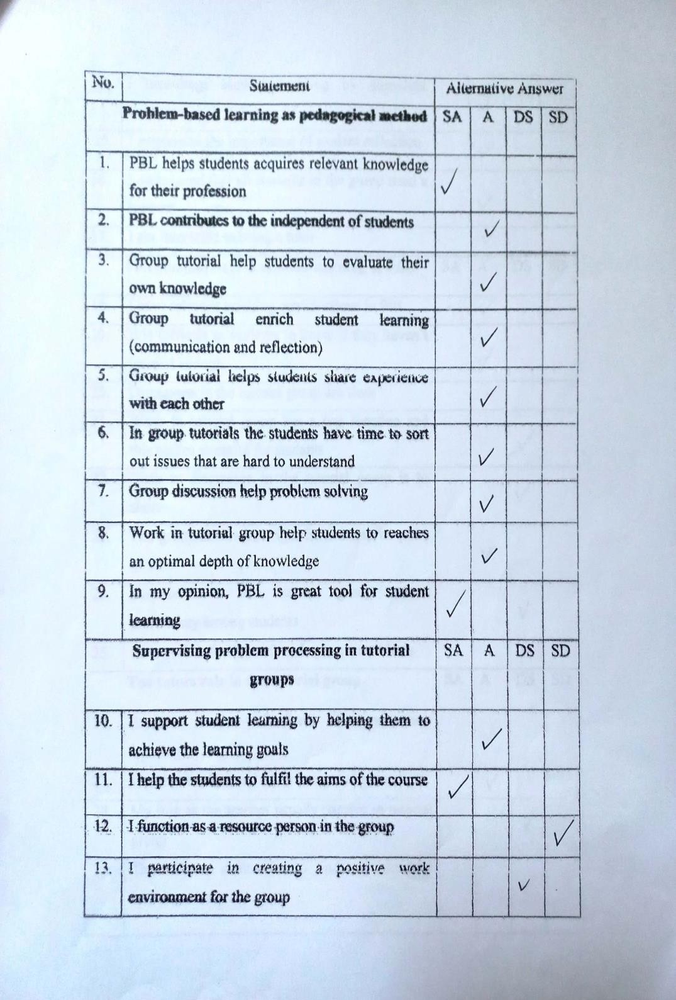 No. Statement Alternative Answer
Problem-based learning as pedagogical method SA A DS SD
1. PBL helps students acquires relevant knowledge
for their profession ✓
2. PBL contributes to the independent of students ✓
3. Group tutorial help students to evaluate their
own knowledge ✓
4. Group tutorial enrich student learning
(communication and reflection) ✓
5. Group tutorial helps students share experience
with each other ✓
6. In group tutorials the students have time to sort
out issues that are hard to understand ✓
7. Group discussion help problem solving ✓
8. Work in tutorial group help students to reaches
an optimal depth of knowledge ✓
9. In my opinion, PBL is great tool for student
learning ✓
Supervising problem processing in tutorial SA A DS SD
groups
10. I support student learning by helping them to
achieve the learning goals ✓
11. I help the students to fulfil the aims of the course ✓
12. I function as a resource person in the group ✓
13. I participate in creating a positive work
environment for the group ✓